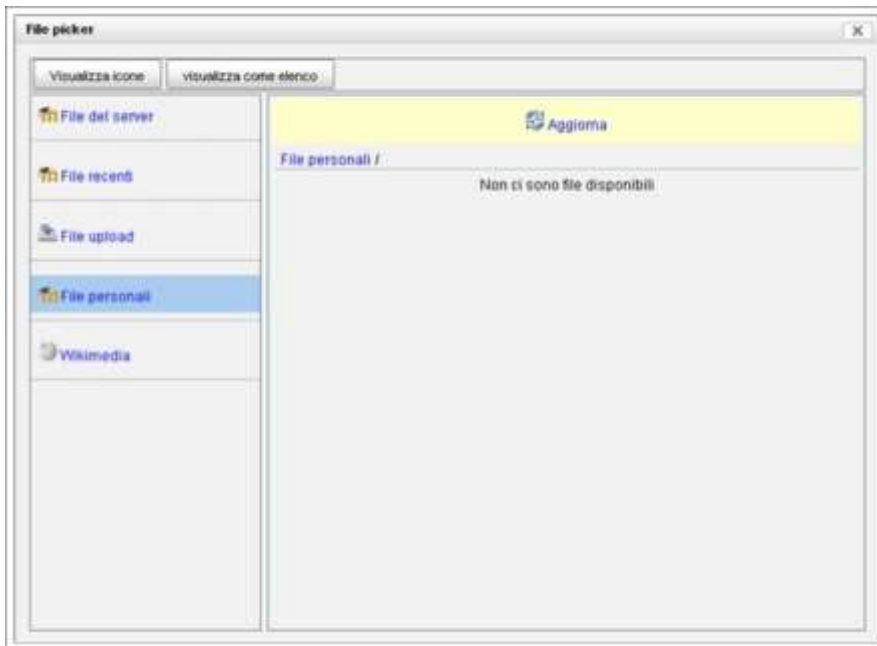 File picker
Visualizza icone
visualizza come elenco
File del server
File recenti
File upload
File personali
Wikimedia
Aggiorna
File personali /
Non ci sono file disponibili